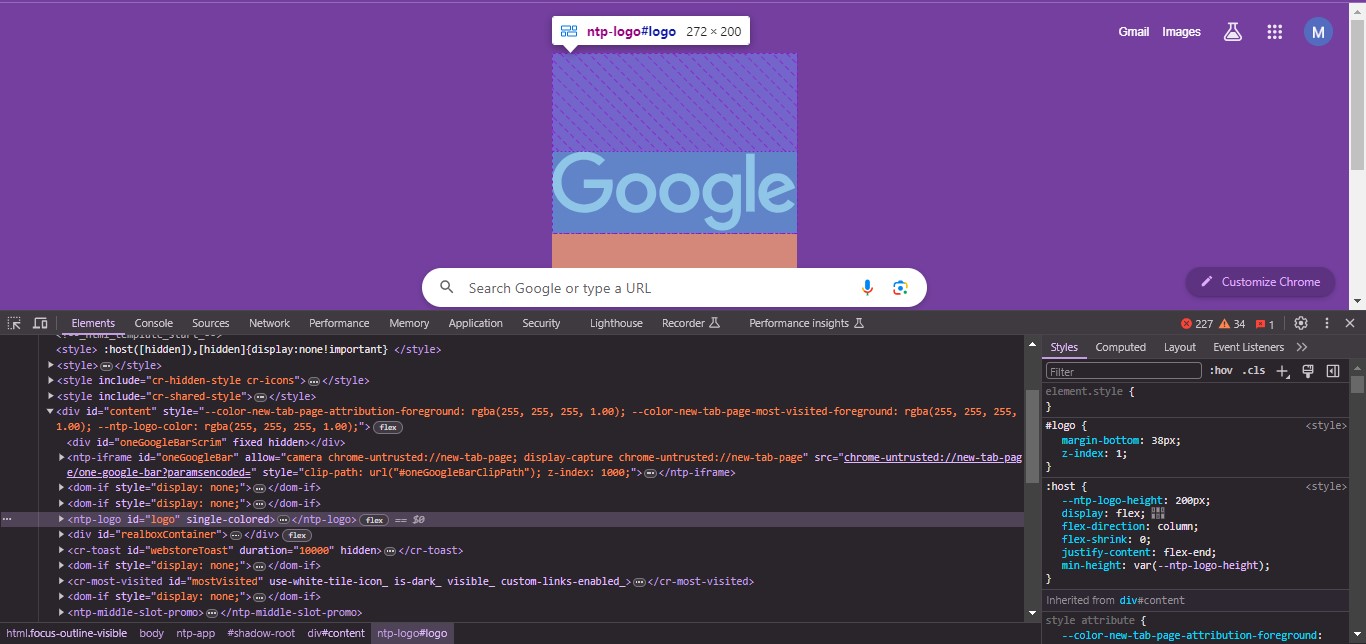 ntp-logo#logo 272 × 200
Gmail Images M
Google
Search Google or type a URL
Customize Chrome
Elements Console Sources Network Performance Memory Application Security Lighthouse Recorder Performance insights 227 34 1
<!--_html_template_start_-->
<style> :host([hidden]),[hidden]{display:none!important} </style>
<style>…</style>
<style include="cr-hidden-style cr-icons">…</style>
<style include="cr-shared-style">…</style>
<div id="content" style="--color-new-tab-page-attribution-foreground: rgba(255, 255, 255, 1.00); --color-new-tab-page-most-visited-foreground: rgba(255, 255, 255,
1.00); --ntp-logo-color: rgba(255, 255, 255, 1.00);"> flex
<div id="oneGoogleBarScrim" fixed hidden></div>
<ntp-iframe id="oneGoogleBar" allow="camera chrome-untrusted://new-tab-page; display-capture chrome-untrusted://new-tab-page" src="chrome-untrusted://new-tab-pag
e/one-google-bar?paramsencoded=" style="clip-path: url("#oneGoogleBarClipPath"); z-index: 1000;">…</ntp-iframe>
<dom-if style="display: none;">…</dom-if>
<dom-if style="display: none;">…</dom-if>
… <ntp-logo id="logo" single-colored>…</ntp-logo> flex == $0
<div id="realboxContainer">…</div> flex
<cr-toast id="webstoreToast" duration="10000" hidden>…</cr-toast>
<dom-if style="display: none;">…</dom-if>
<cr-most-visited id="mostVisited" use-white-tile-icon_ is-dark_ visible_ custom-links-enabled_>…</cr-most-visited>
<dom-if style="display: none;">…</dom-if>
<ntp-middle-slot-promo>…</ntp-middle-slot-promo>
html.focus-outline-visible body ntp-app #shadow-root div#content ntp-logo#logo
Styles Computed Layout Event Listeners
Filter :hov .cls
element.style {
}
#logo { <style>
margin-bottom: 38px;
z-index: 1;
}
:host { <style>
--ntp-logo-height: 200px;
display: flex;
flex-direction: column;
flex-shrink: 0;
justify-content: flex-end;
min-height: var(--ntp-logo-height);
}
Inherited from div#content
style attribute {
--color-new-tab-page-attribution-foreground: